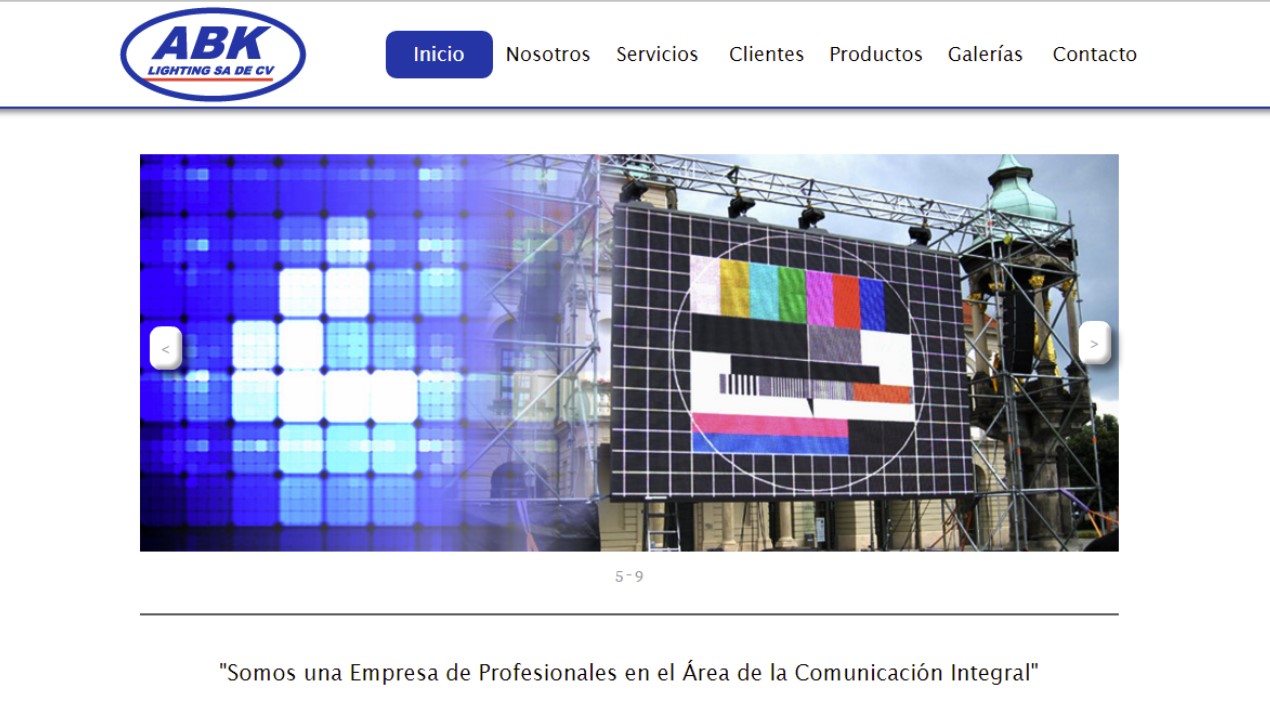 ABK
LIGHTING SA DE CV
Inicio Nosotros Servicios Clientes Productos Galerías Contacto
< >
5-9
"Somos una Empresa de Profesionales en el Área de la Comunicación Integral"